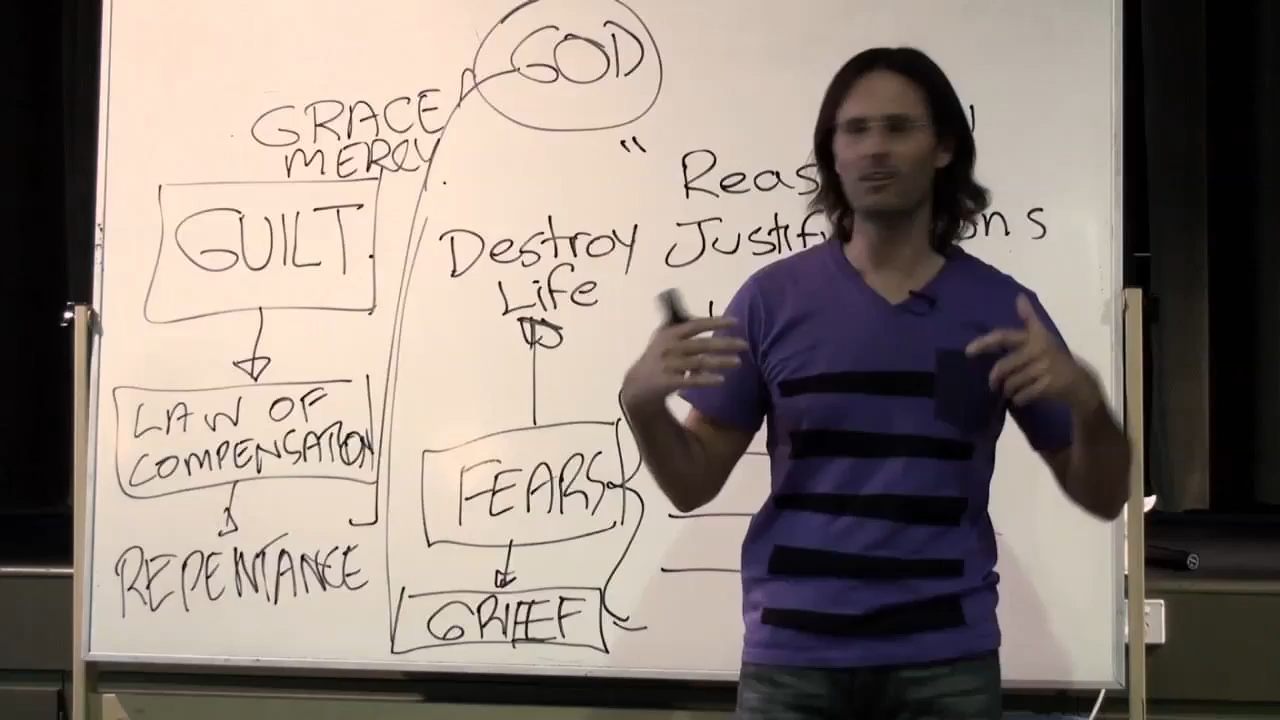 GOD
GRACE
MERCY
GUILT
LAW OF
COMPENSATION
REPENTANCE
"
Reas
Destroy
Life
Justif
ons
FEARS
GRIEF